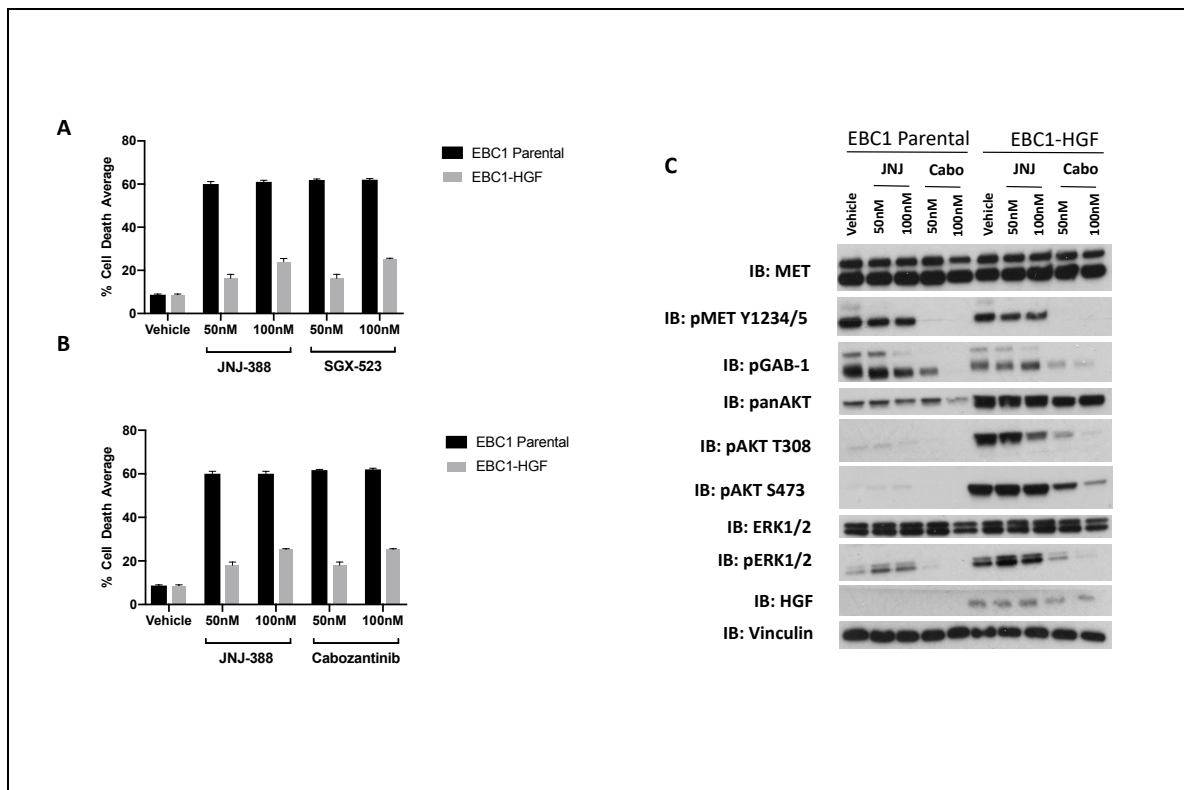 A
% Cell Death Average
80
60
40
20
0
Vehicle
50nM
100nM
50nM
100nM
JNJ-388
SGX-523
EBC1 Parental
EBC1-HGF
B
% Cell Death Average
80
60
40
20
0
Vehicle
50nM
100nM
50nM
100nM
JNJ-388
Cabozantinib
EBC1 Parental
EBC1-HGF
C
EBC1 Parental
EBC1-HGF
JNJ
Cabo
JNJ
Cabo
Vehicle
50nM
100nM
50nM
100nM
Vehicle
50nM
100nM
50nM
100nM
IB: MET
IB: pMET Y1234/5
IB: pGAB-1
IB: panAKT
IB: pAKT T308
IB: pAKT S473
IB: ERK1/2
IB: pERK1/2
IB: HGF
IB: Vinculin